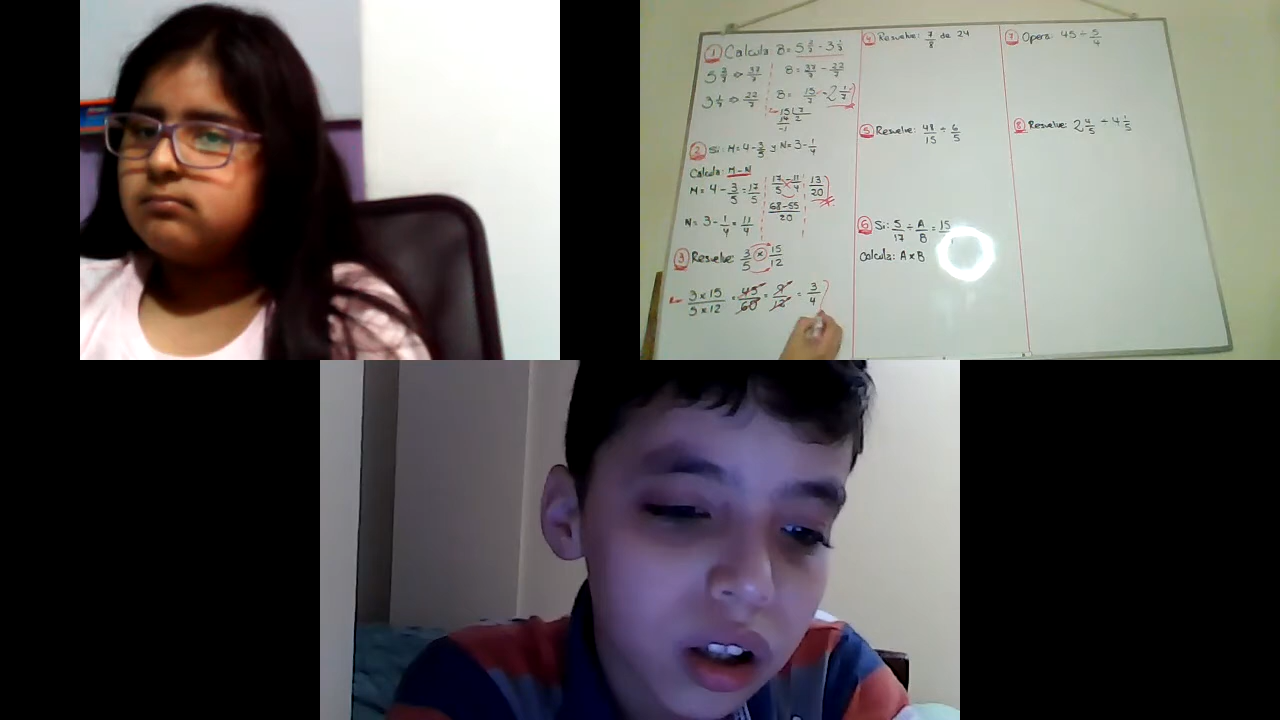 1 Calcula B = 5 2/7 - 3 1/7
5 2/7 => 37/7 B = 37/7 - 22/7
3 1/7 => 22/7 B = 15/7 = 2 1/7
15 7
14 2
-1
2 Si: M = 4 - 3/5 y N = 3 - 1/4
Calcula: M - N
M = 4 - 3/5 = 17/5 17/5 - 11/4 13/20
N = 3 - 1/4 = 11/4 68-55/20
3 Resuelve: 3/5 x 15/12
3 x 15/5 x 12 = 45/60 = 9/12 = 3/4
4 Resuelve: 7/8 de 24
5 Resuelve: 48/15 ÷ 6/5
6 Si: 5/17 ÷ A/B = 15
Calcula: A x B
7 Opera: 45 ÷ 5/4
8 Resuelve: 2 4/5 ÷ 4 1/5